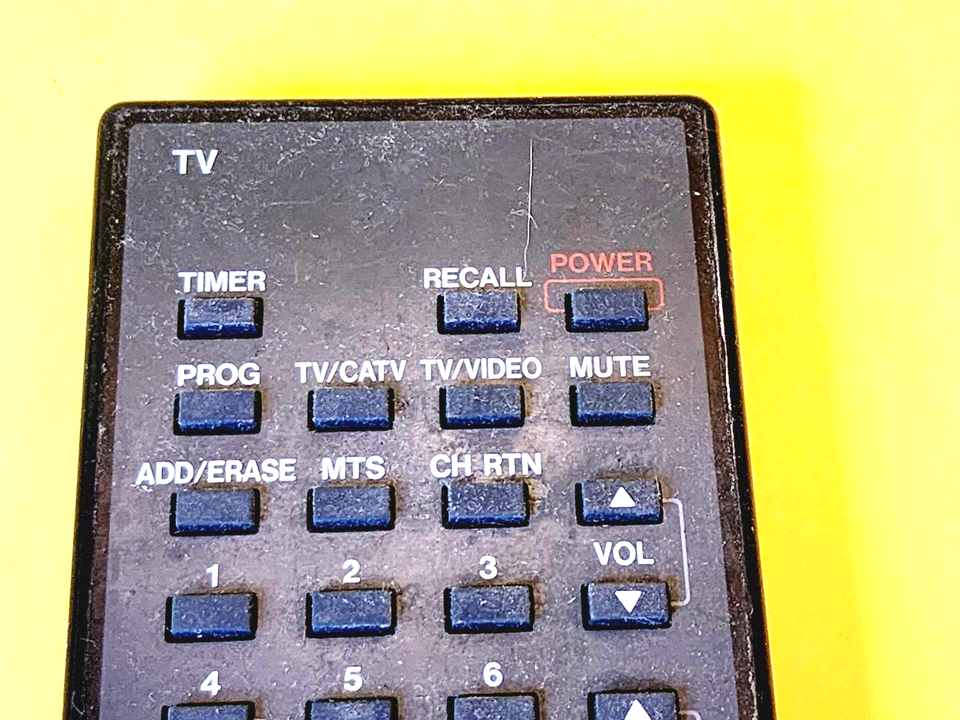 TV
TIMER RECALL POWER
PROG TV/CATV TV/VIDEO MUTE
ADD/ERASE MTS CH RTN
VOL
1 2 3
4 5 6